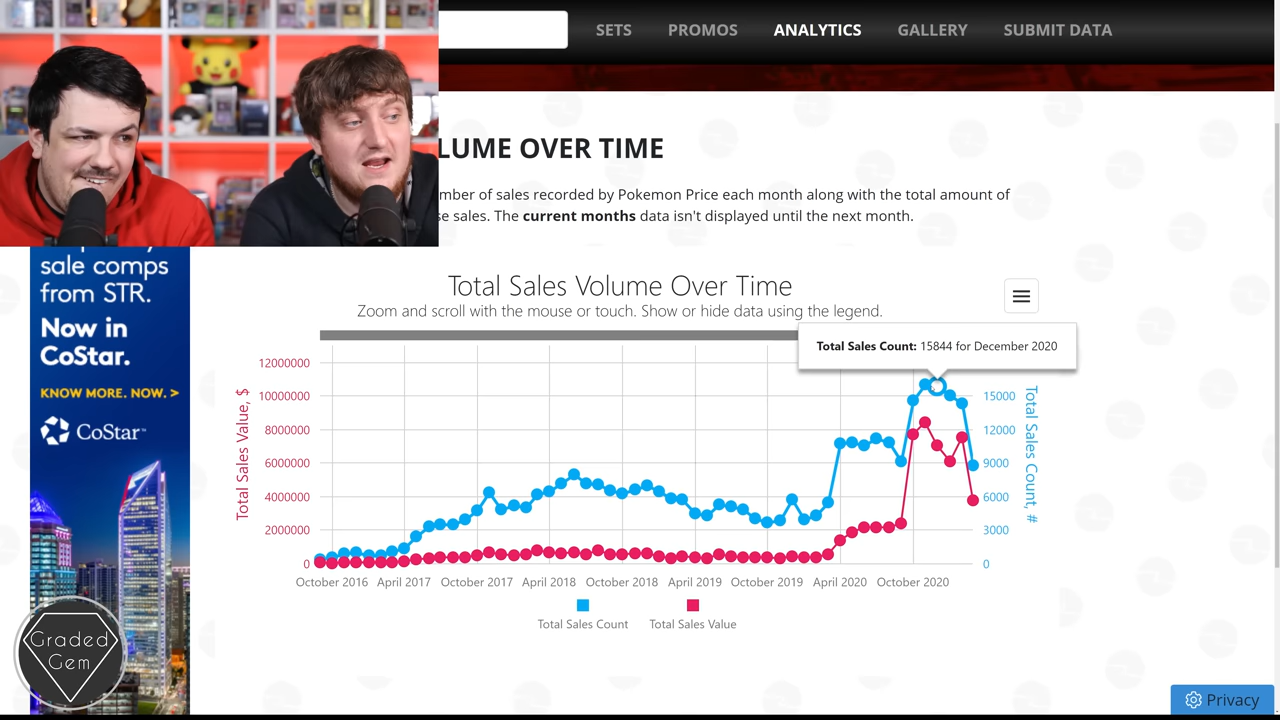 SETS PROMOS ANALYTICS GALLERY SUBMIT DATA
LUME OVER TIME
mber of sales recorded by Pokemon Price each month along with the total amount of
se sales. The current months data isn't displayed until the next month.
sale comps
from STR.
Now in
CoStar.
KNOW MORE. NOW. >
CoStar™
Graded
Gem
Total Sales Volume Over Time
Zoom and scroll with the mouse or touch. Show or hide data using the legend.
Total Sales Count: 15844 for December 2020
Total Sales Value, $
12000000
10000000
8000000
6000000
4000000
2000000
0
15000
12000
9000
6000
3000
0
Total Sales Count, #
October 2016 April 2017 October 2017 April 2018 October 2018 April 2019 October 2019 April 2020 October 2020
Total Sales Count Total Sales Value
Privacy